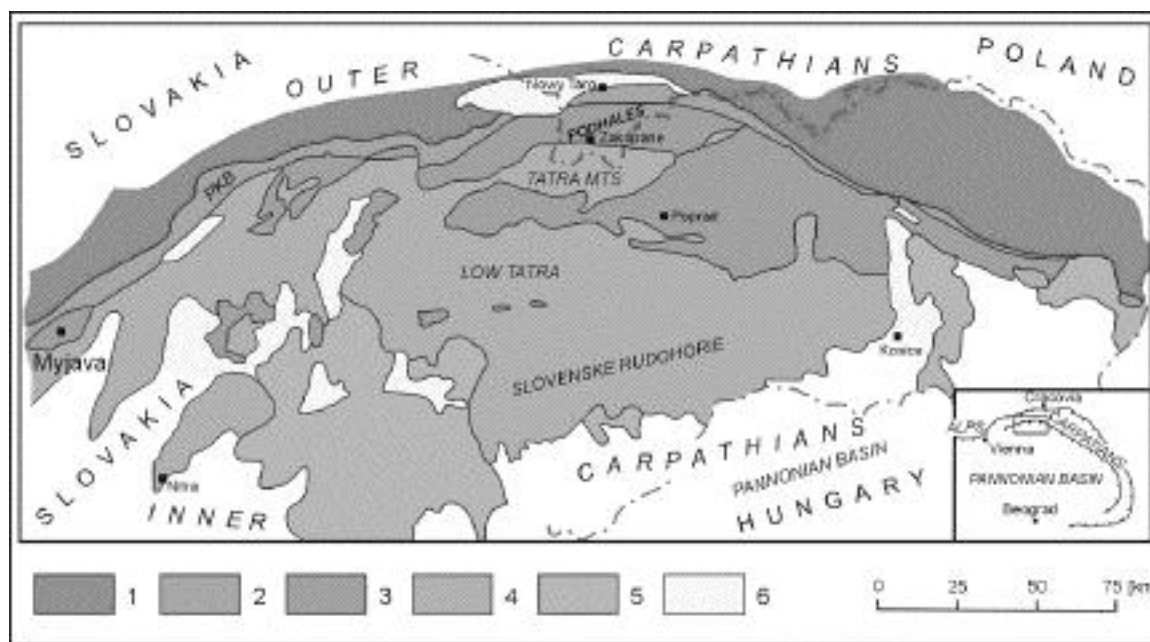 SLOVAKIA
OUTER
CARPATHIANS
POLAND
Nowy Targ
PODHALE S.
Zakopane
TATRA MTS
PKB
Poprad
LOW TATRA
Myjava
SLOVENSKE RUDOHORIE
Kosice
SLOVAKIA
Nitra
INNER
CARPATHIANS
PANNONIAN BASIN
HUNGARY
Cracovia
ALPS
Vienna
PANNONIAN BASIN
Beograd
1 2 3 4 5 6
0 25 50 75 [km